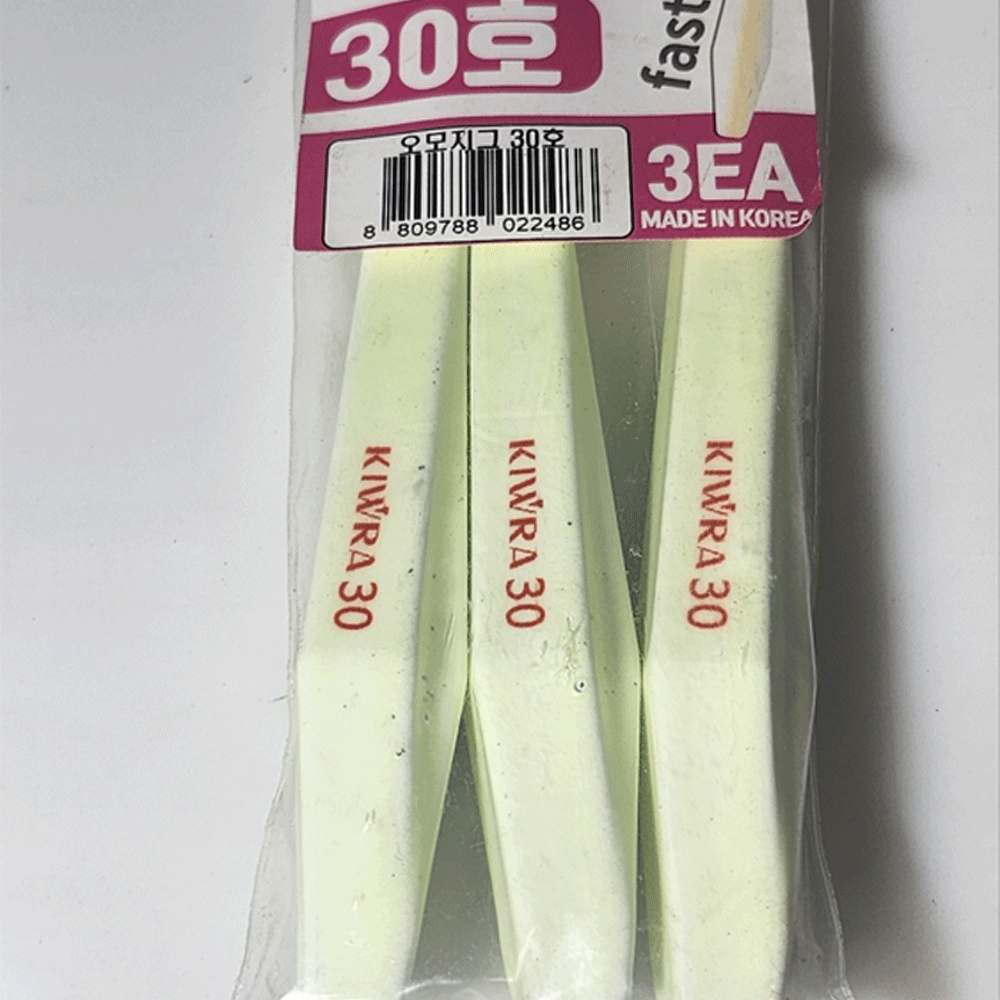 30호
fast
오모지그 30호
8 809788 022486
3EA
MADE IN KOREA
KIWRA 30
KIWRA 30
KIWRA 30